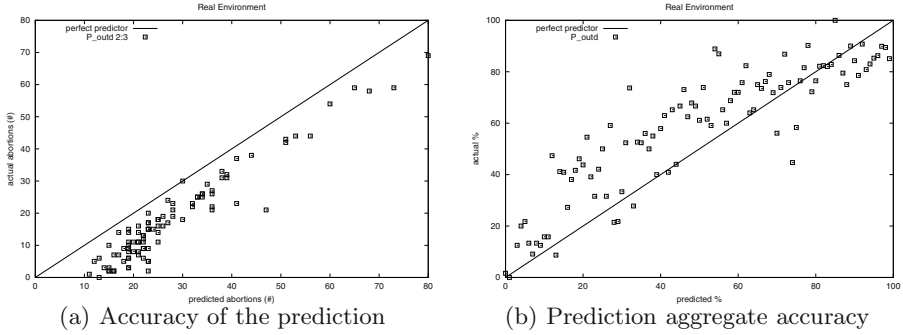 Real Environment
perfect predictor
P_outd 2:3
actual abortions (#)
80
70
60
50
40
30
20
10
0
0 10 20 30 40 50 60 70 80
predicted abortions (#)
(a) Accuracy of the prediction
Real Environment
perfect predictor
P_outd
actual %
100
80
60
40
20
0
0 20 40 60 80 100
predicted %
(b) Prediction aggregate accuracy